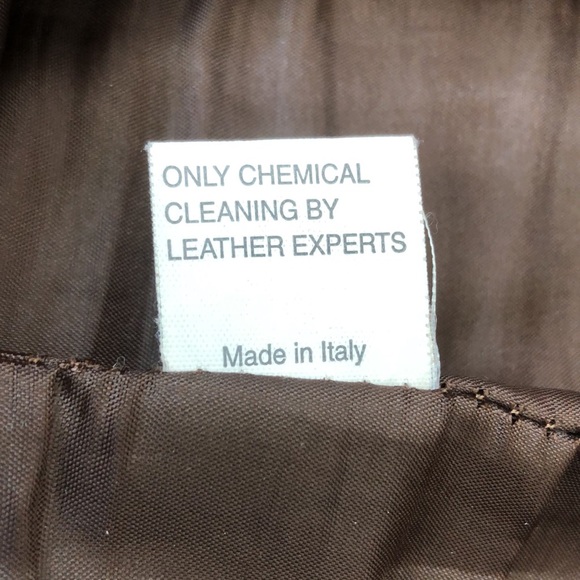 ONLY CHEMICAL
CLEANING BY
LEATHER EXPERTS
Made in Italy